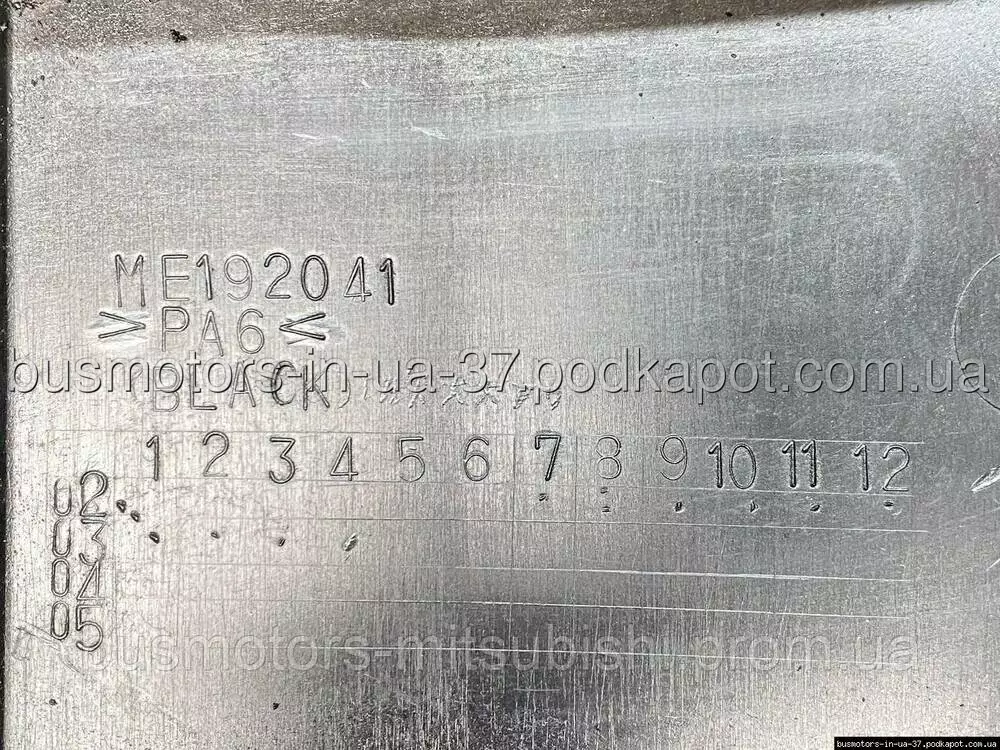 ME192041
>PA6<
busmotors-in-ua-37.podkapot.com.ua
BLACK
1 2 3 4 5 6 7 8 9 10 11 12
02
03
04
05
busmotors-mitsubishi.prom.ua
busmotors-in-ua-37.podkapot.com.ua